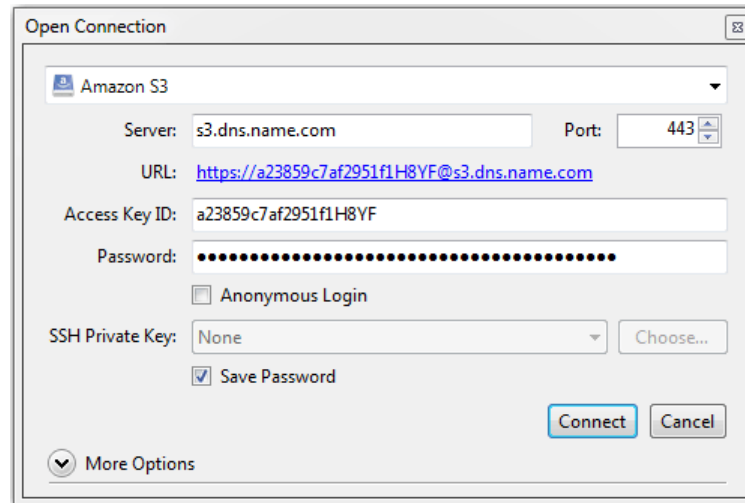 Open Connection
Amazon S3
Server: s3.dns.name.com Port: 443
URL: https://a23859c7af2951f1H8YF@s3.dns.name.com
Access Key ID: a23859c7af2951f1H8YF
Password: ••••••••••••••••••••••••••••••••••••••••
Anonymous Login
SSH Private Key: None Choose...
Save Password
Connect Cancel
More Options